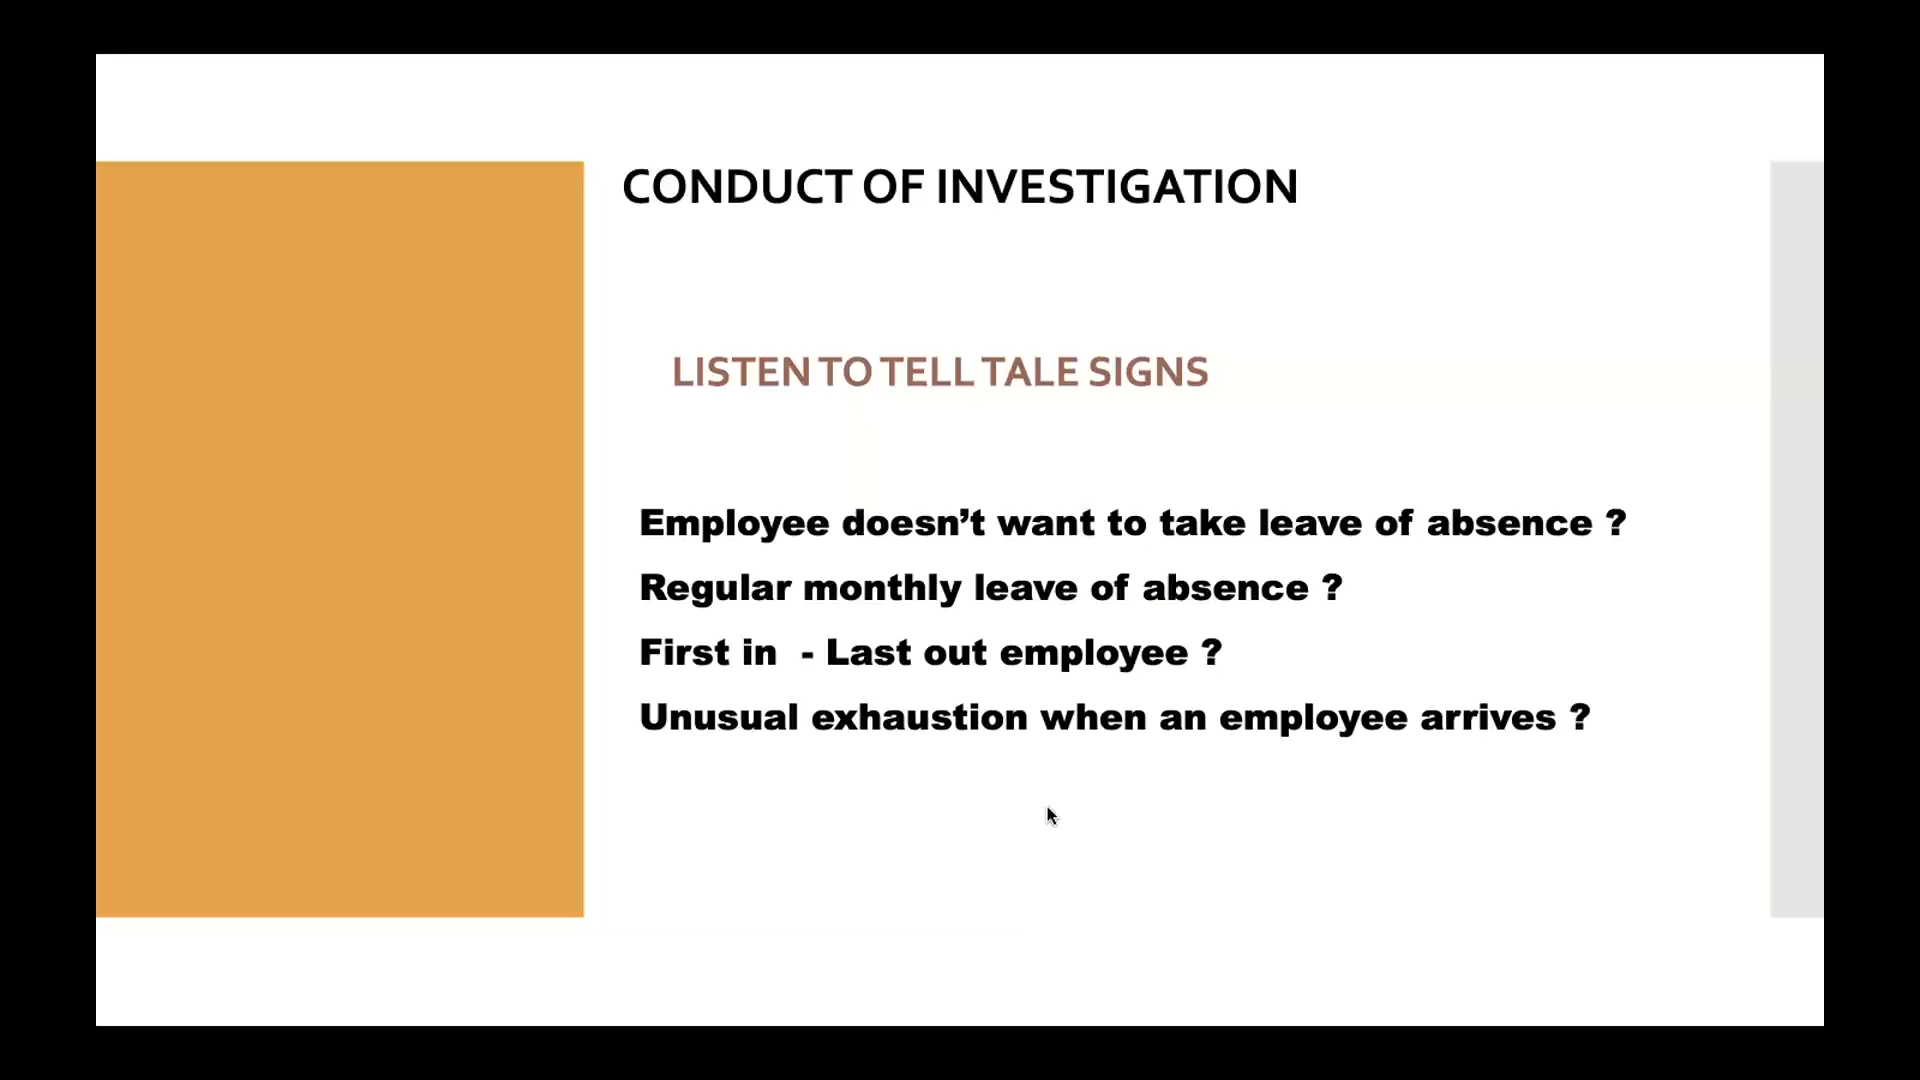 CONDUCT OF INVESTIGATION
LISTEN TO TELL TALE SIGNS
Employee doesn’t want to take leave of absence ?
Regular monthly leave of absence ?
First in  - Last out employee ?
Unusual exhaustion when an employee arrives ?